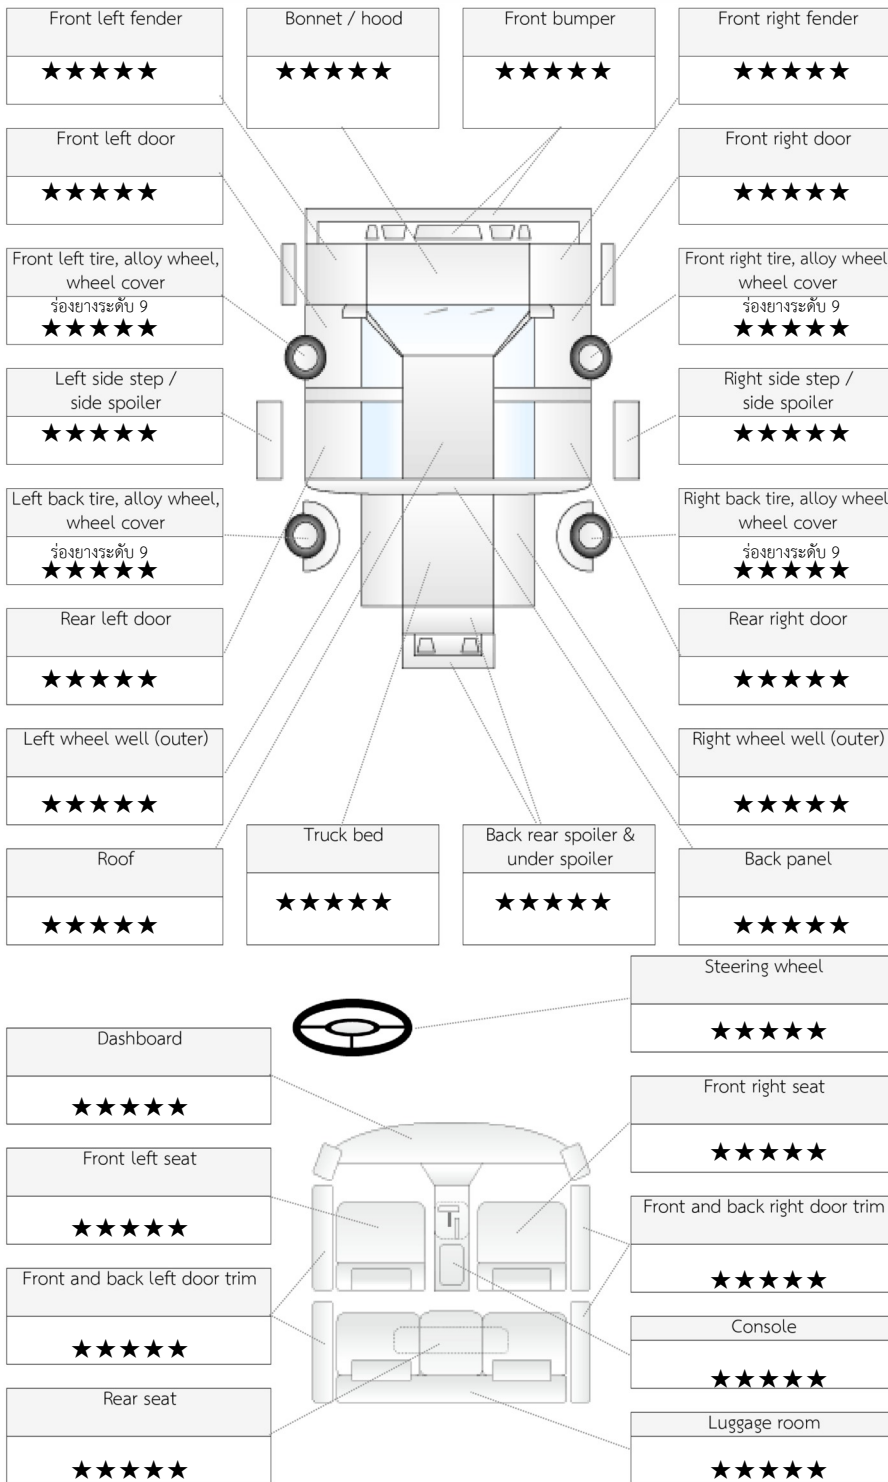 Front left fender
★★★★★
Bonnet / hood
★★★★★
Front bumper
★★★★★
Front right fender
★★★★★
Front left door
★★★★★
Front right door
★★★★★
Front left tire, alloy wheel,
wheel cover
ร่องยางระดับ 9
★★★★★
Front right tire, alloy wheel
wheel cover
ร่องยางระดับ 9
★★★★★
Left side step /
side spoiler
★★★★★
Right side step /
side spoiler
★★★★★
Left back tire, alloy wheel,
wheel cover
ร่องยางระดับ 9
★★★★★
Right back tire, alloy wheel
wheel cover
ร่องยางระดับ 9
★★★★★
Rear left door
★★★★★
Rear right door
★★★★★
Left wheel well (outer)
★★★★★
Right wheel well (outer)
★★★★★
Roof
★★★★★
Truck bed
★★★★★
Back rear spoiler &
under spoiler
★★★★★
Back panel
★★★★★
Steering wheel
★★★★★
Dashboard
★★★★★
Front right seat
★★★★★
Front left seat
★★★★★
Front and back right door trim
★★★★★
Front and back left door trim
★★★★★
Console
★★★★★
Rear seat
★★★★★
Luggage room
★★★★★